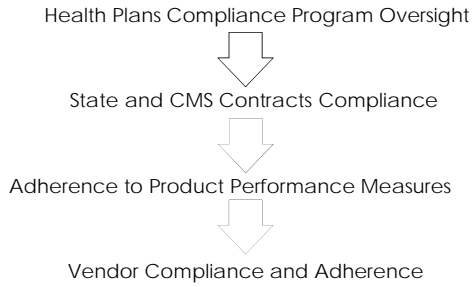 Health Plans Compliance Program Oversight
State and CMS Contracts Compliance
Adherence to Product Performance Measures
Vendor Compliance and Adherence